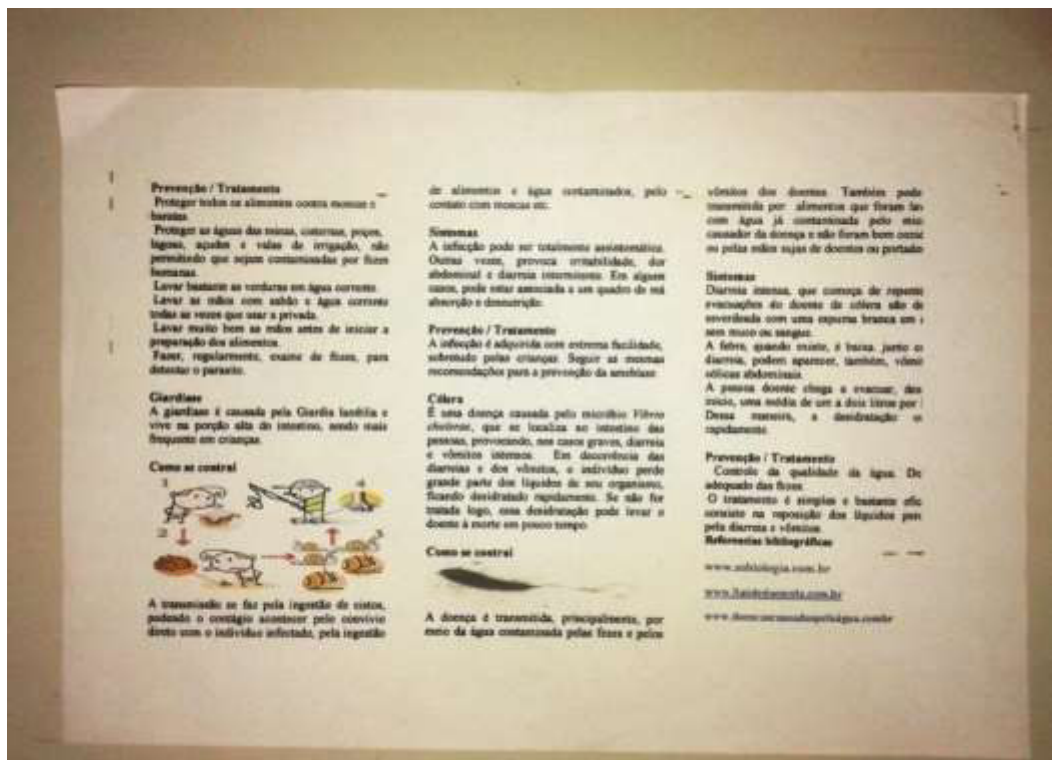 Prevenção / Tratamento
Proteger todos os alimentos contra moscas e
baratas.
Proteger as águas das minas, cisternas, poços,
lagoas, açudes e valas de irrigação, não
permitindo que sejam contaminadas por fezes
humanas.
Lavar bastante as verduras em água corrente.
Lavar as mãos com sabão e água corrente
todas as vezes que usar a privada.
Lavar muito bem as mãos antes de iniciar a
preparação dos alimentos.
Fazer, regularmente, exame de fezes, para
detectar o parasito.
Giardíase
A giardíase é causada pela Giardia lamblia e
vive na porção alta do intestino, sendo mais
frequente em crianças.
Como se contrai
1
4
2
3
A transmissão se faz pela ingestão de cistos,
podendo o contágio acontecer pelo convívio
direto com o indivíduo infectado, pela ingestão
de alimentos e água contaminados, pelo
contato com moscas etc.
Sintomas
A infecção pode ser totalmente assintomática.
Outras vezes, provoca irritabilidade, dor
abdominal e diarreia intermitente. Em alguns
casos, pode estar associada a um quadro de má
absorção e desnutrição.
Prevenção / Tratamento
A infecção é adquirida com extrema facilidade,
sobretudo pelas crianças. Seguir as mesmas
recomendações para a prevenção da amebíase.
Cólera
É uma doença causada pelo micróbio Vibrio
cholerae, que se localiza no intestino das
pessoas, provocando, nos casos graves, diarreia
e vômitos intensos. Em decorrência das
diarreias e dos vômitos, o indivíduo perde
grande parte dos líquidos de seu organismo,
ficando desidratado rapidamente. Se não for
tratada logo, essa desidratação pode levar o
doente à morte em pouco tempo.
Como se contrai
A doença é transmitida, principalmente, por
meio da água contaminada pelas fezes e pelos
vômitos dos doentes. Também pode
transmitida por alimentos que foram lav
com água já contaminada pelo mic
causador da doença e não foram bem cozid
ou pelas mãos sujas de doentes ou portador
Sintomas
Diarreia intensa, que começa de repente
evacuações do doente de cólera são de
esverdeada com uma espuma branca em
sem muco ou sangue.
A febre, quando existe, é baixa, junto co
diarreia, podem aparecer, também, vômit
cólicas abdominais.
A pessoa doente chega a evacuar, des
início, uma média de um a dois litros por
Dessa maneira, a desidratação
rapidamente.
Prevenção / Tratamento
Controle da qualidade da água. De
adequado das fezes.
O tratamento é simples e bastante efic
consiste na reposição dos líquidos per
pela diarreia e vômitos.
Referencias bibliográficas
www.sobiologia.com.br